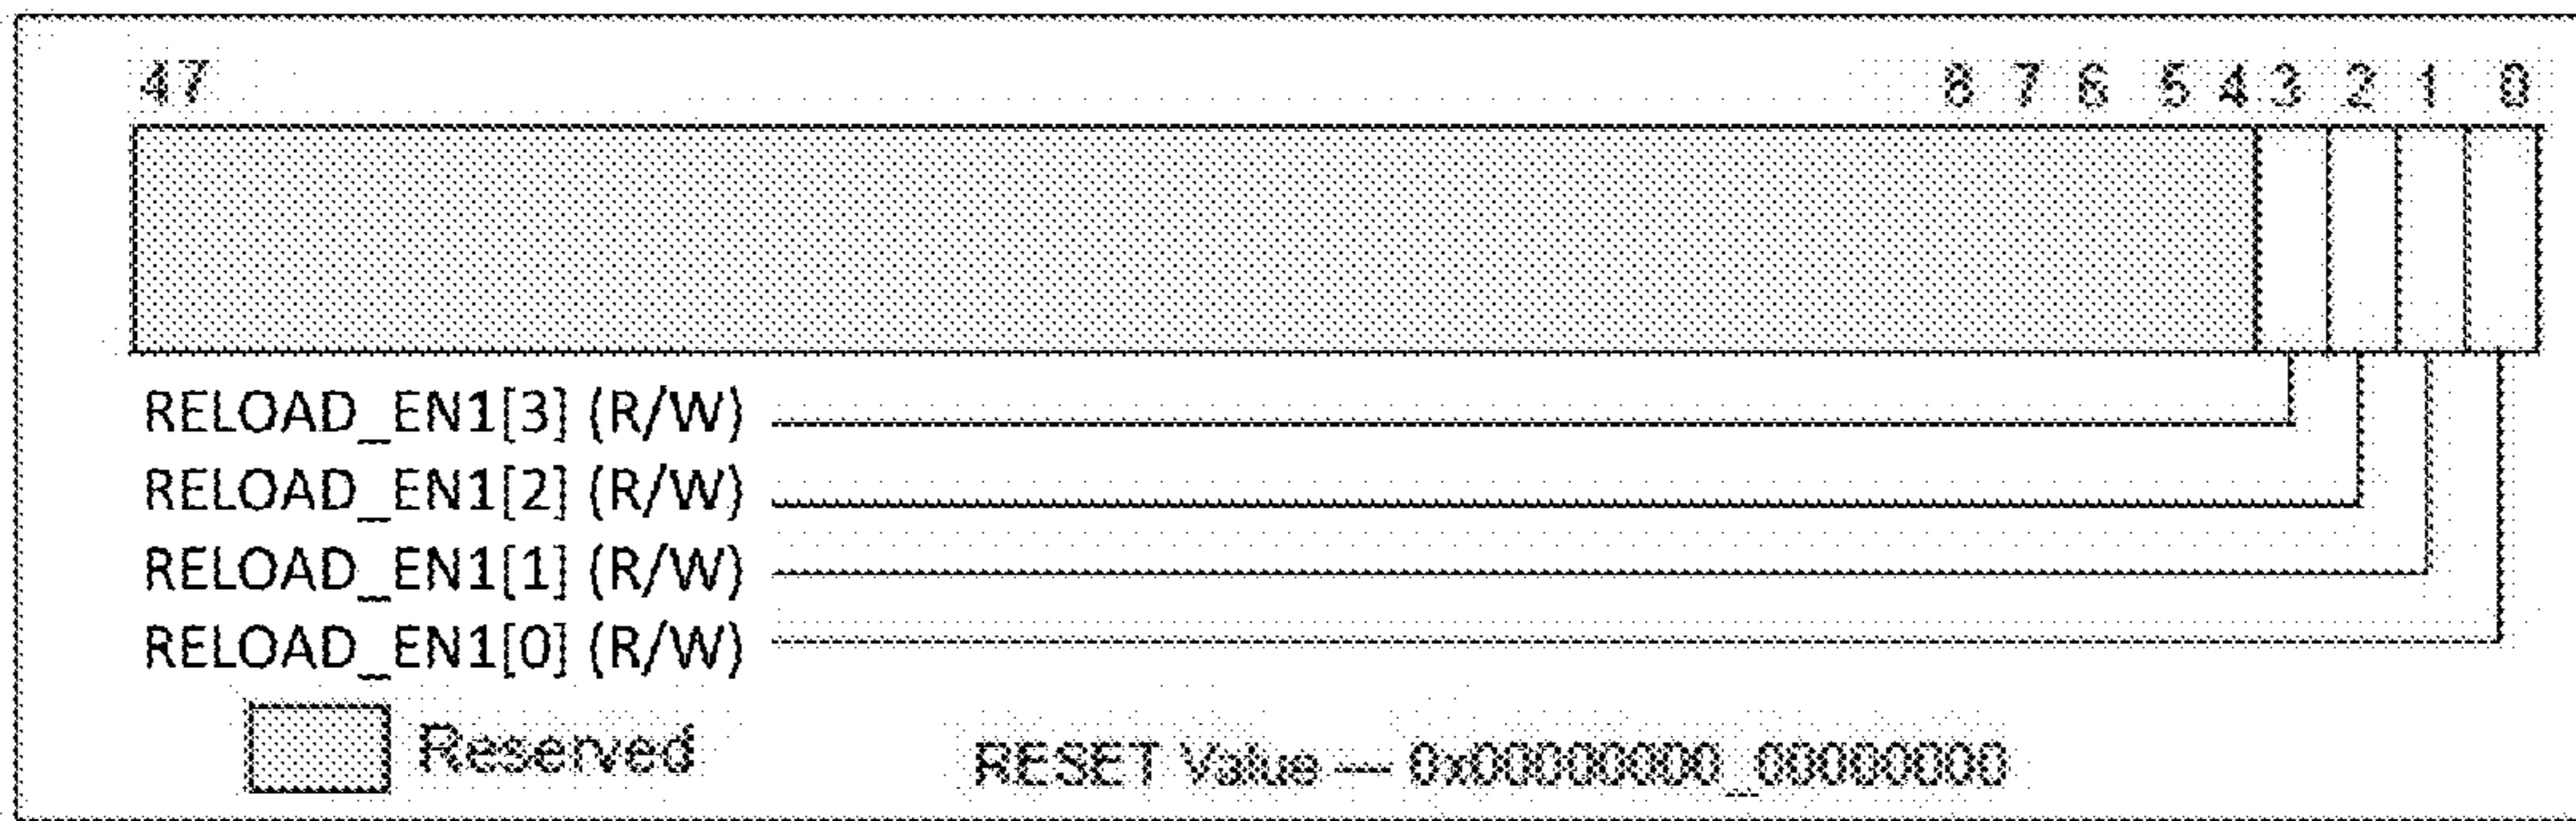 47 8 7 6 5 4 3 2 1 0
RELOAD_EN1[3] (R/W)
RELOAD_EN1[2] (R/W)
RELOAD_EN1[1] (R/W)
RELOAD_EN1[0] (R/W)
Reserved
RESET Value — 0x00000000_00000000